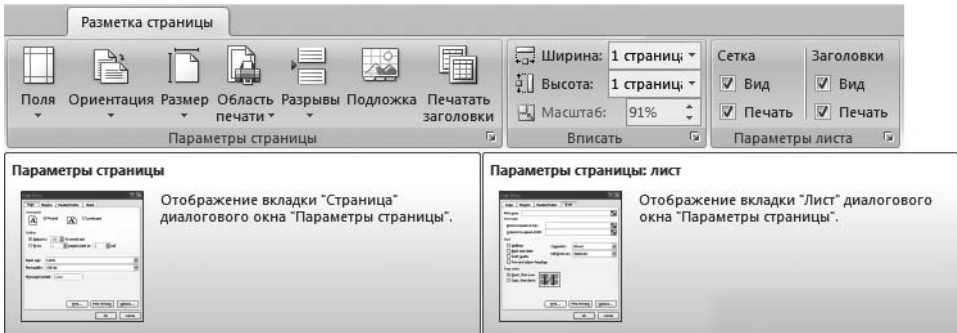 Разметка страницы
Поля Ориентация Размер Область печати Разрывы Подложка Печатать заголовки
Параметры страницы
Ширина: 1 страниц
Высота: 1 страниц
Масштаб: 91%
Вписать
Сетка Заголовки
Вид Вид
Печать Печать
Параметры листа
Параметры страницы
Отображение вкладки "Страница"
диалогового окна "Параметры страницы".
Параметры страницы: лист
Отображение вкладки "Лист" диалогового
окна "Параметры страницы".